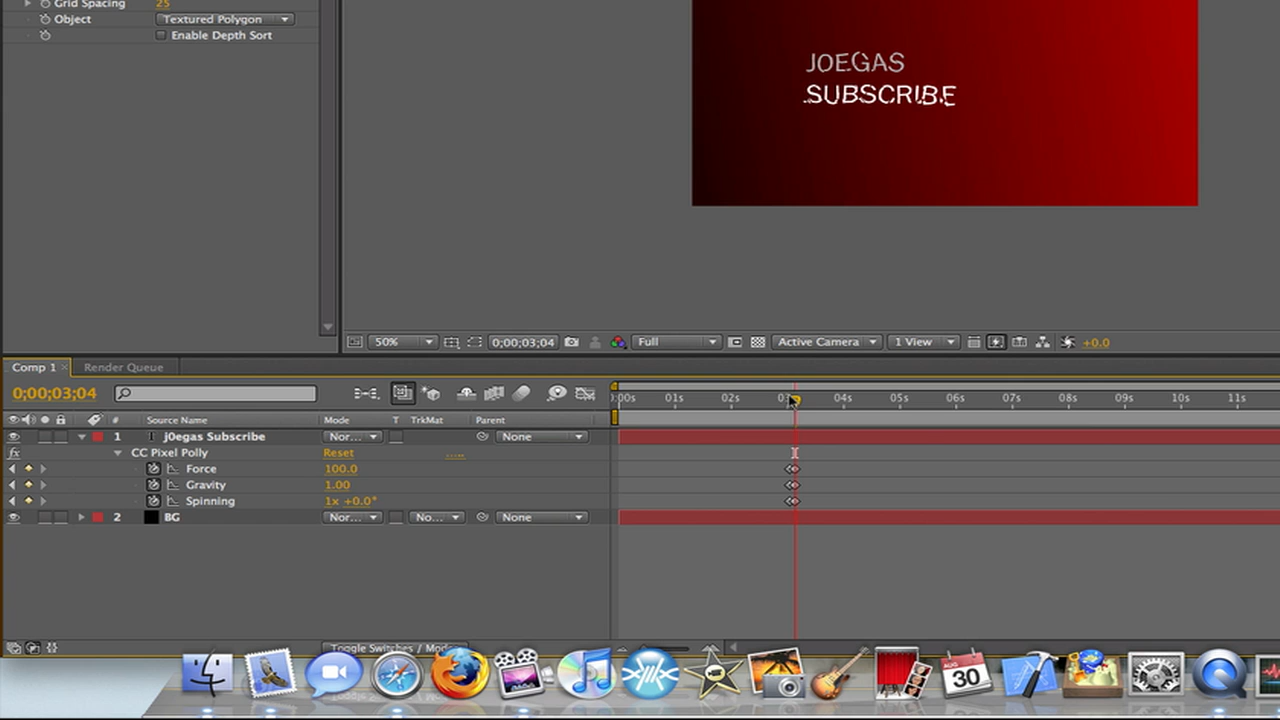 Grid Spacing 25
Object Textured Polygon
Enable Depth Sort
JOEGAS
SUBSCRIBE
50% 0;00;03;04 Full Active Camera 1 View +0.0
Comp 1 Render Queue
0;00;03;04
:00s 01s 02s 04s 05s 06s 07s 08s 09s 10s 11s
# Source Name Mode T TrkMat Parent
1 T j0egas Subscribe Nor... None
fx CC Pixel Polly Reset .....
Force 100.0
Gravity 1.00
Spinning 1x +0.0°
2 BG Nor... No... None
Toggle Switches / Mod
AUG
30